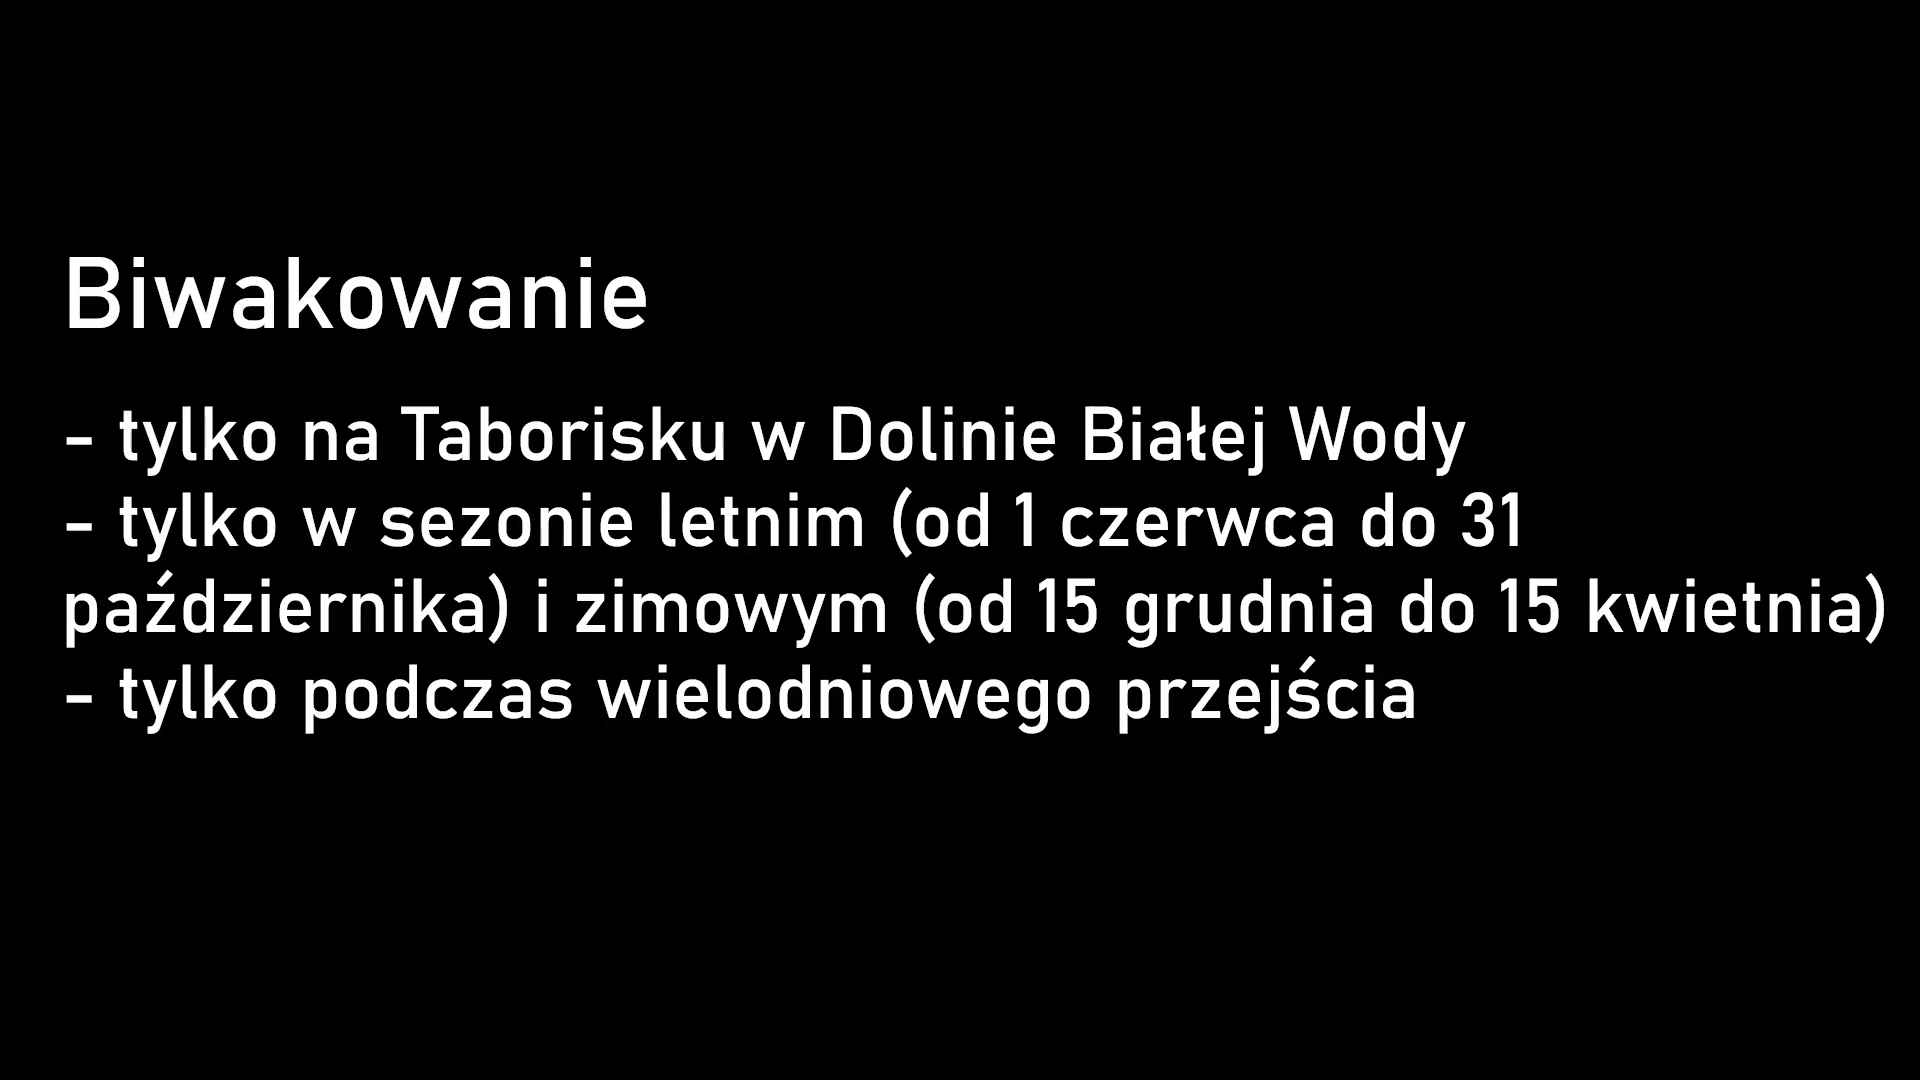 Biwakowanie
- tylko na Taborisku w Dolinie Białej Wody
- tylko w sezonie letnim (od 1 czerwca do 31
października) i zimowym (od 15 grudnia do 15 kwietnia)
- tylko podczas wielodniowego przejścia